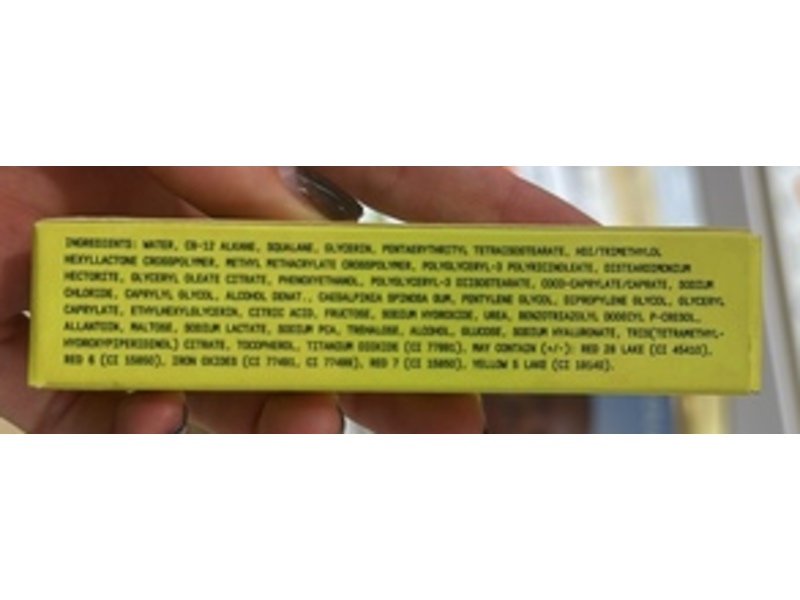 INGREDIENTS: WATER, C9-12 ALKANE, SQUALANE, GLYCERIN, PENTAERYTHRITYL TETRAISOSTEARATE, HDI/TRIMETHYLOL
HEXYLLACTONE CROSSPOLYMER, METHYL METHACRYLATE CROSSPOLYMER, POLYGLYCERYL-3 POLYRICINOLEATE, DISTEARDIMONIUM
HECTORITE, GLYCERYL OLEATE CITRATE, PHENOXYETHANOL, POLYGLYCERYL-3 DIISOSTEARATE, COCO-CAPRYLATE/CAPRATE, SODIUM
CHLORIDE, CAPRYLYL GLYCOL, ALCOHOL DENAT., CAESALPINIA SPINOSA GUM, PENTYLENE GLYCOL, DIPROPYLENE GLYCOL, GLYCERYL
CAPRYLATE, ETHYLHEXYLGLYCERIN, CITRIC ACID, FRUCTOSE, SODIUM HYDROXIDE, UREA, BENZOTRIAZOLYL DODECYL P-CRESOL,
ALLANTOIN, MALTOSE, SODIUM LACTATE, SODIUM PCA, TREHALOSE, ALCOHOL, GLUCOSE, SODIUM HYALURONATE, TRIS(TETRAMETHYL-
HYDROXYPIPERIDINOL) CITRATE, TOCOPHEROL, TITANIUM DIOXIDE (CI 77891). MAY CONTAIN (+/-): RED 28 LAKE (CI 45410),
RED 6 (CI 15850), IRON OXIDES (CI 77491, CI 77499), RED 7 (CI 15850), YELLOW 5 LAKE (CI 19140).